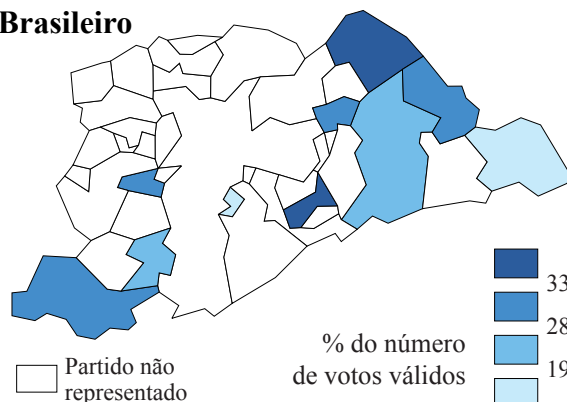 Brasileiro
33
28
% do número
de votos válidos
19
Partido não
representado